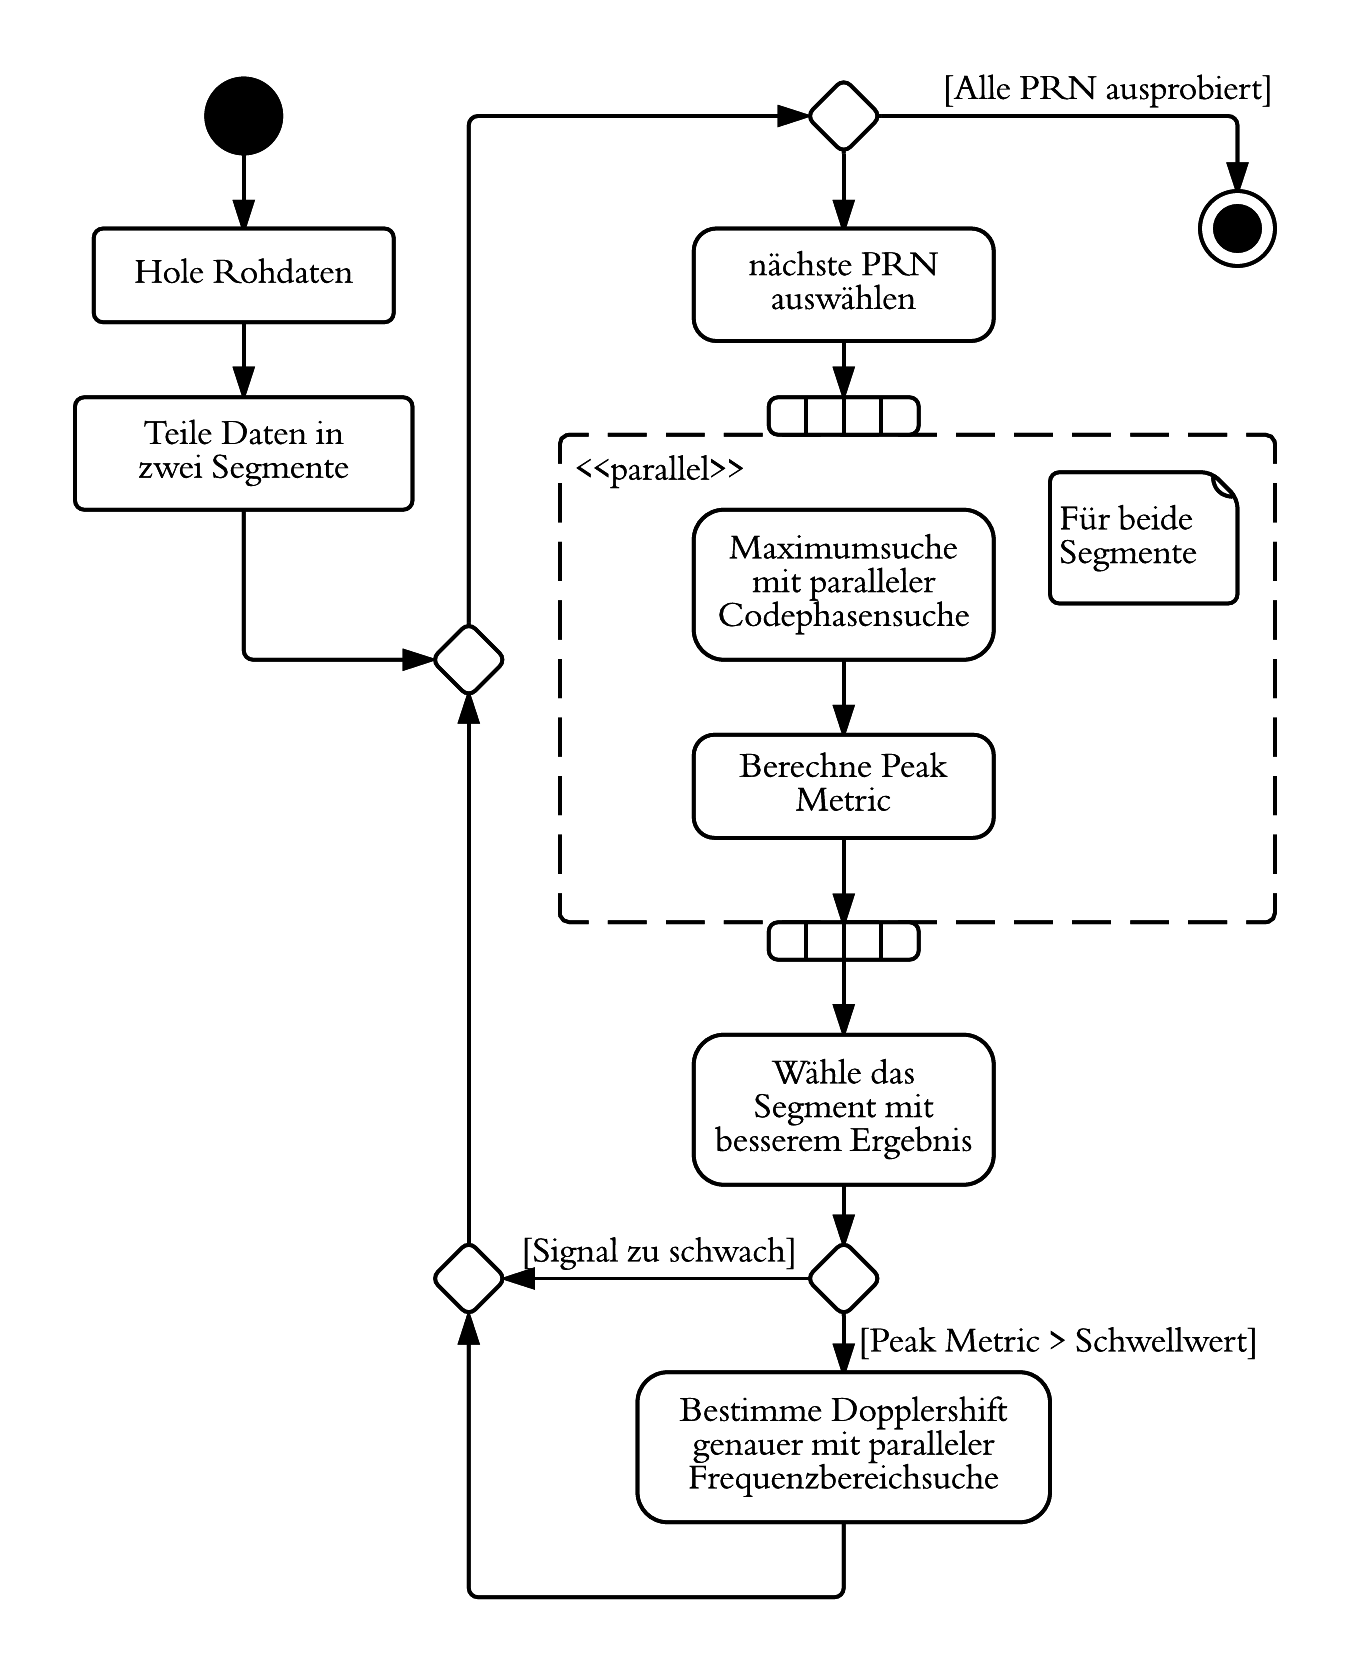 [Alle PRN ausprobiert]
Hole Rohdaten
Teile Daten in
zwei Segmente
nächste PRN
auswählen
<<parallel>>
Für beide
Segmente
Maximumsuche
mit paralleler
Codephasensuche
Berechne Peak
Metric
Wähle das
Segment mit
besserem Ergebnis
[Signal zu schwach]
[Peak Metric > Schwellwert]
Bestimme Dopplershift
genauer mit paralleler
Frequenzbereichsuche